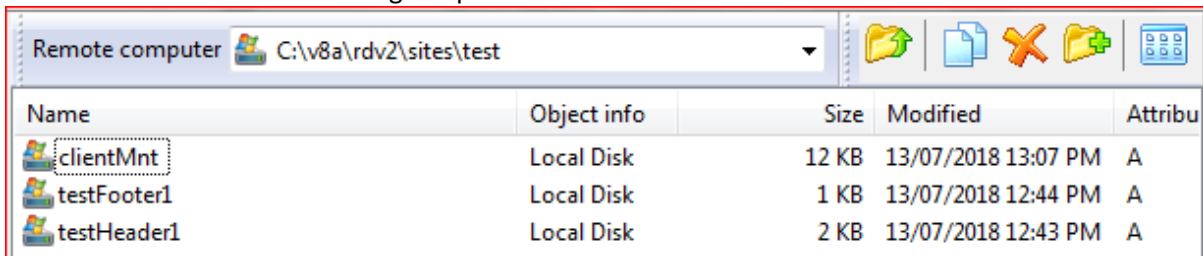 Remote computer C:\v8a\rdv2\sites\test
Name Object info Size Modified Attribu
clientMnt Local Disk 12 KB 13/07/2018 13:07 PM A
testFooter1 Local Disk 1 KB 13/07/2018 12:44 PM A
testHeader1 Local Disk 2 KB 13/07/2018 12:43 PM A